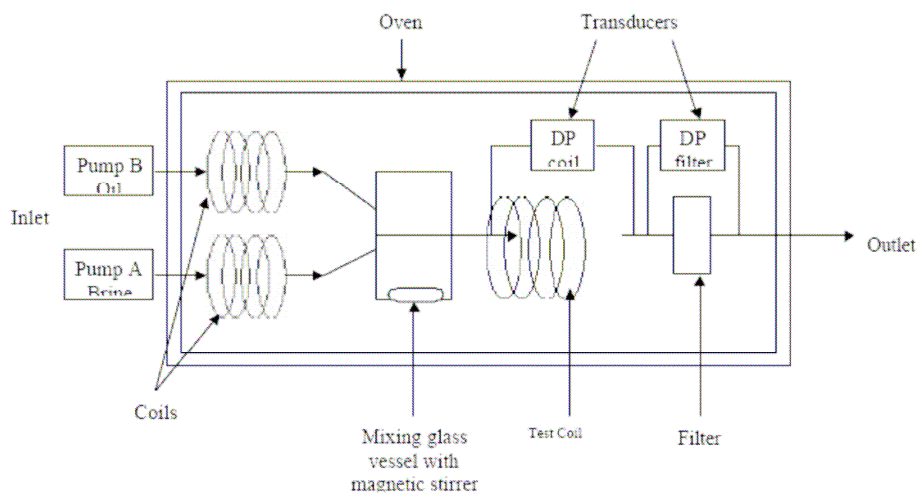 Oven
Transducers
DP
coil
DP
filter
Pump B
Oil
Inlet
Pump A
Brine
Outlet
Coils
Mixing glass
vessel with
magnetic stirrer
Test Coil
Filter